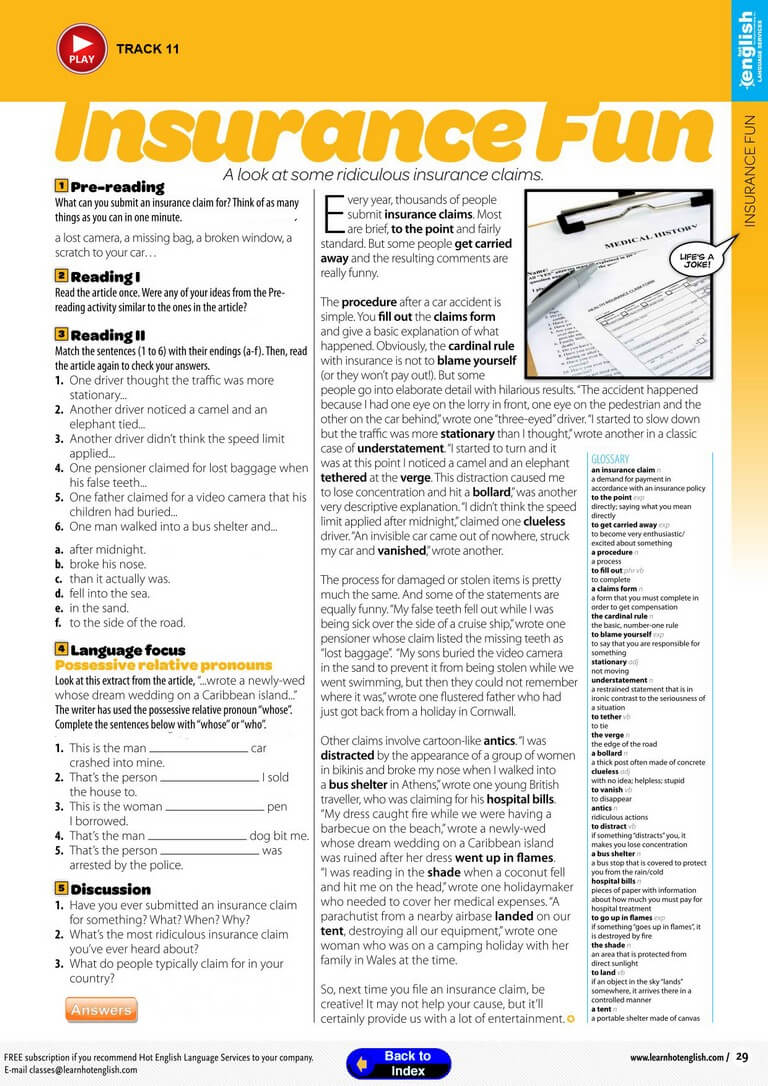 PLAY
TRACK 11
hot english
LANGUAGE SERVICES
INSURANCE FUN
Insurance Fun
A look at some ridiculous insurance claims.
1 Pre-reading
What can you submit an insurance claim for? Think of as many
things as you can in one minute.
a lost camera, a missing bag, a broken window, a
scratch to your car…
2 Reading I
Read the article once. Were any of your ideas from the Pre-
reading activity similar to the ones in the article?
3 Reading II
Match the sentences (1 to 6) with their endings (a-f). Then, read
the article again to check your answers.
1. One driver thought the traffic was more
stationary...
2. Another driver noticed a camel and an
elephant tied...
3. Another driver didn't think the speed limit
applied...
4. One pensioner claimed for lost baggage when
his false teeth...
5. One father claimed for a video camera that his
children had buried...
6. One man walked into a bus shelter and...
a. after midnight.
b. broke his nose.
c. than it actually was.
d. fell into the sea.
e. in the sand.
f. to the side of the road.
4 Language focus
Possessive relative pronouns
Look at this extract from the article, "...wrote a newly-wed
whose dream wedding on a Caribbean island..."
The writer has used the possessive relative pronoun "whose".
Complete the sentences below with "whose" or "who".
1. This is the man ____ car
crashed into mine.
2. That's the person ____ I sold
the house to.
3. This is the woman ____ pen
I borrowed.
4. That's the man ____ dog bit me.
5. That's the person ____ was
arrested by the police.
5 Discussion
1. Have you ever submitted an insurance claim
for something? What? When? Why?
2. What's the most ridiculous insurance claim
you've ever heard about?
3. What do people typically claim for in your
country?
Answers
Every year, thousands of people
submit insurance claims. Most
are brief, to the point and fairly
standard. But some people get carried
away and the resulting comments are
really funny.
The procedure after a car accident is
simple. You fill out the claims form
and give a basic explanation of what
happened. Obviously, the cardinal rule
with insurance is not to blame yourself
(or they won't pay out!). But some
people go into elaborate detail with hilarious results. "The accident happened
because I had one eye on the lorry in front, one eye on the pedestrian and the
other on the car behind," wrote one "three-eyed" driver. "I started to slow down
but the traffic was more stationary than I thought," wrote another in a classic
case of understatement. "I started to turn and it
was at this point I noticed a camel and an elephant
tethered at the verge. This distraction caused me
to lose concentration and hit a bollard," was another
very descriptive explanation. "I didn't think the speed
limit applied after midnight," claimed one clueless
driver. "An invisible car came out of nowhere, struck
my car and vanished," wrote another.
The process for damaged or stolen items is pretty
much the same. And some of the statements are
equally funny. "My false teeth fell out while I was
being sick over the side of a cruise ship," wrote one
pensioner whose claim listed the missing teeth as
"lost baggage". "My sons buried the video camera
in the sand to prevent it from being stolen while we
went swimming, but then they could not remember
where it was," wrote one flustered father who had
just got back from a holiday in Cornwall.
Other claims involve cartoon-like antics. "I was
distracted by the appearance of a group of women
in bikinis and broke my nose when I walked into
a bus shelter in Athens," wrote one young British
traveller, who was claiming for his hospital bills.
"My dress caught fire while we were having a
barbecue on the beach," wrote a newly-wed
whose dream wedding on a Caribbean island
was ruined after her dress went up in flames.
"I was reading in the shade when a coconut fell
and hit me on the head," wrote one holidaymaker
who needed to cover her medical expenses. "A
parachutist from a nearby airbase landed on our
tent, destroying all our equipment," wrote one
woman who was on a camping holiday with her
family in Wales at the time.
So, next time you file an insurance claim, be
creative! It may not help your cause, but it'll
certainly provide us with a lot of entertainment.
MEDICAL HISTORY
Name:
HEALTH INSURANCE CLAIM FORM
LIFE'S A
JOKE!
GLOSSARY
an insurance claim n
a demand for payment in
accordance with an insurance policy
to the point exp
directly; saying what you mean
directly
to get carried away exp
to become very enthusiastic/
excited about something
a procedure n
a process
to fill out phr vb
to complete
a claims form n
a form that you must complete in
order to get compensation
the cardinal rule n
the basic, number-one rule
to blame yourself exp
to say that you are responsible for
something
stationary adj
not moving
understatement n
a restrained statement that is in
ironic contrast to the seriousness of
a situation
to tether vb
to tie
the verge n
the edge of the road
a bollard n
a thick post often made of concrete
clueless adj
with no idea; helpless; stupid
to vanish vb
to disappear
antics n
ridiculous actions
to distract vb
if something "distracts" you, it
makes you lose concentration
a bus shelter n
a bus stop that is covered to protect
you from the rain/cold
hospital bills n
pieces of paper with information
about how much you must pay for
hospital treatment
to go up in flames exp
if something "goes up in flames", it
is destroyed by fire
the shade n
an area that is protected from
direct sunlight
to land vb
if an object in the sky "lands"
somewhere, it arrives there in a
controlled manner
a tent n
a portable shelter made of canvas
FREE subscription if you recommend Hot English Language Services to your company.
E-mail classes@learnhotenglish.com
Back to
Index
www.learnhotenglish.com / 29